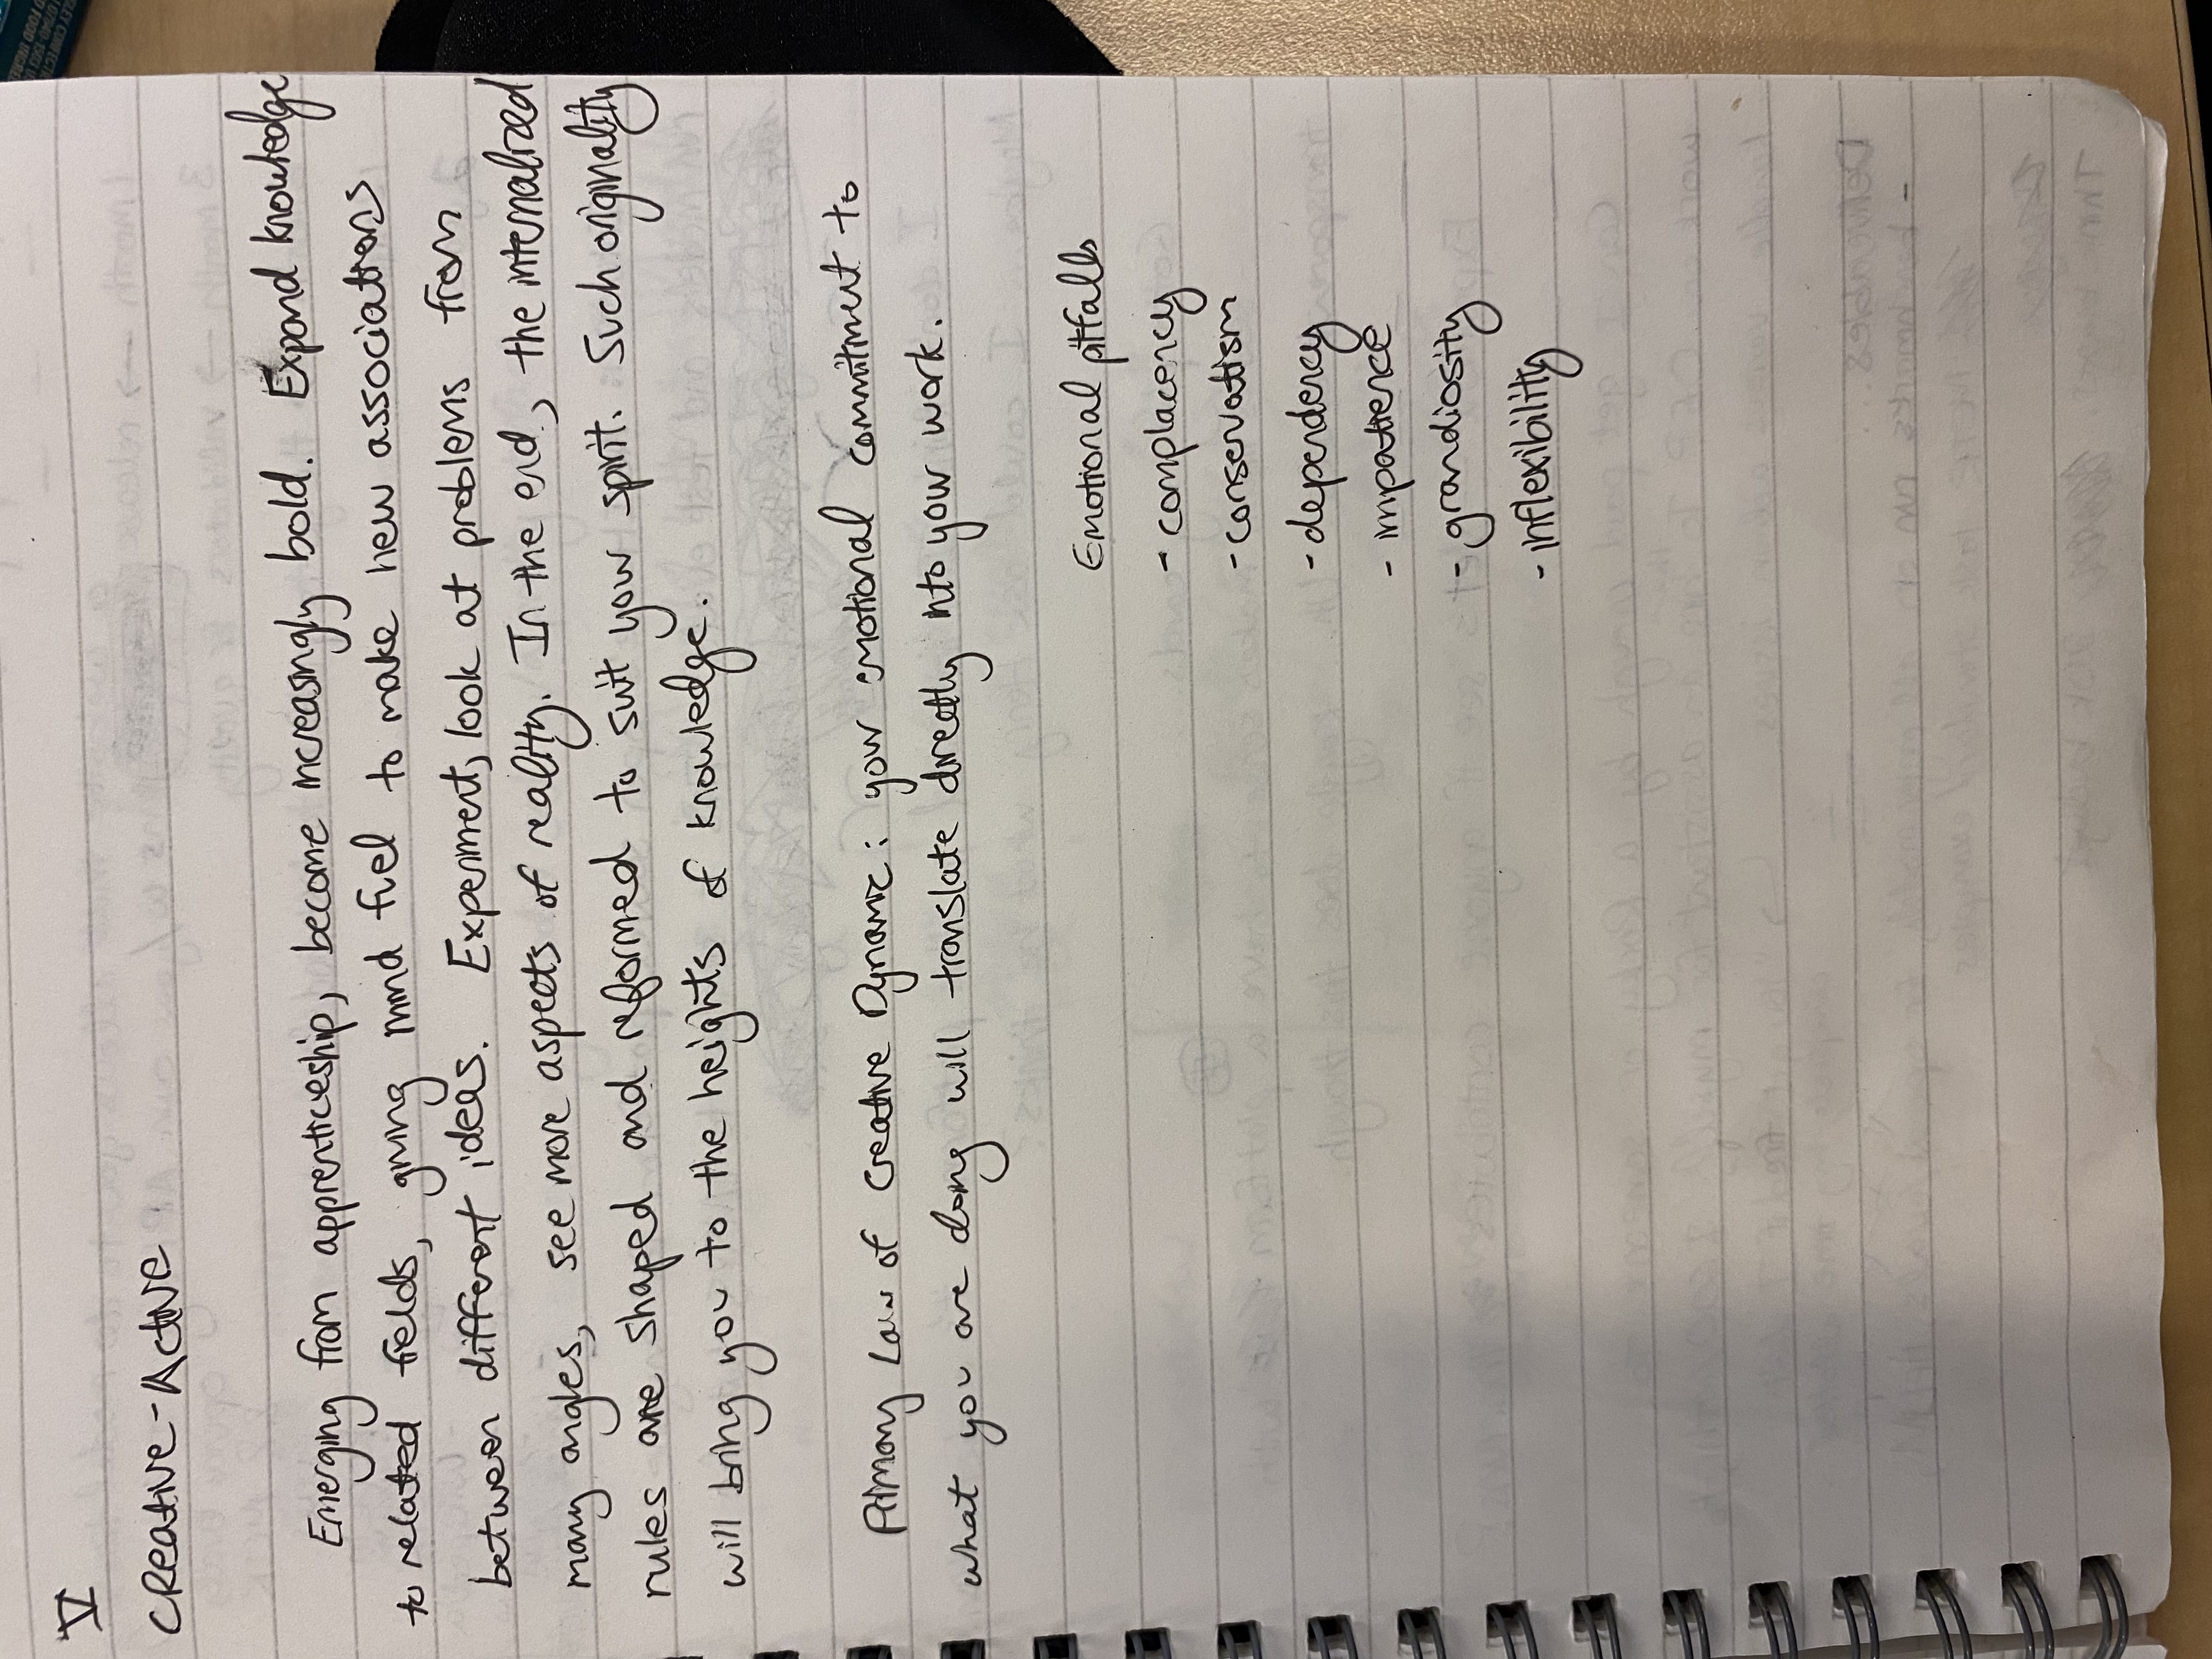 V
Creative-Active
Emerging from apprenticeship, become increasingly bold. Expand knowledge
to related fields, giving mind fuel to make new associations
between different ideas. Experiment, look at problems from
many angles, see more aspects of reality. In the end, the internalized
rules are shaped and reformed to suit your spirit. Such originality
will bring you to the heights of knowledge.
Primary Law of Creative Dynamic: your emotional commitment to
what you are doing will translate directly into your work.
Emotional pitfalls
- complacency
- conservatism
- dependency
- impatience
- grandiosity
- inflexibility